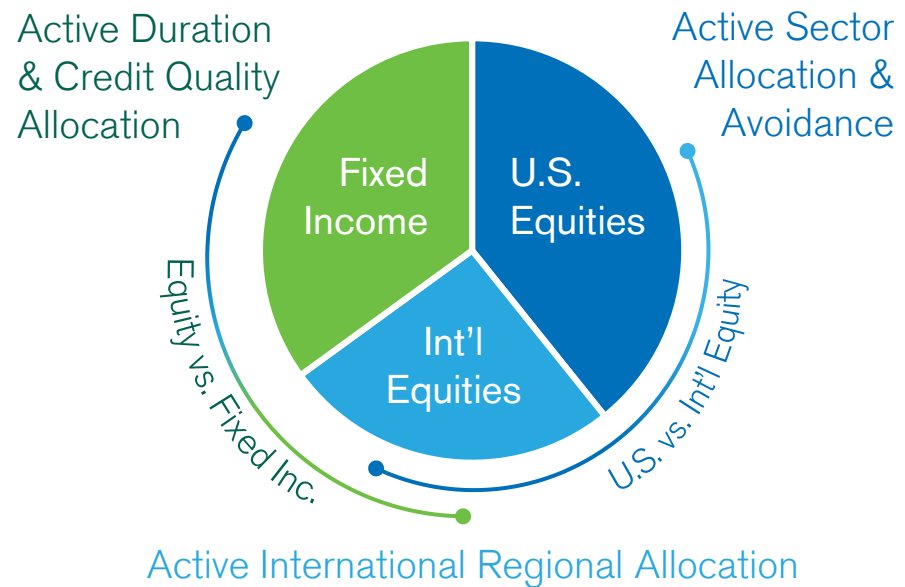 Active Duration
& Credit Quality
Allocation
Active Sector
Allocation &
Avoidance
Fixed
Income
U.S.
Equities
Int'l
Equities
Equity vs. Fixed Inc.
U.S. vs. Int'l Equity
Active International Regional Allocation